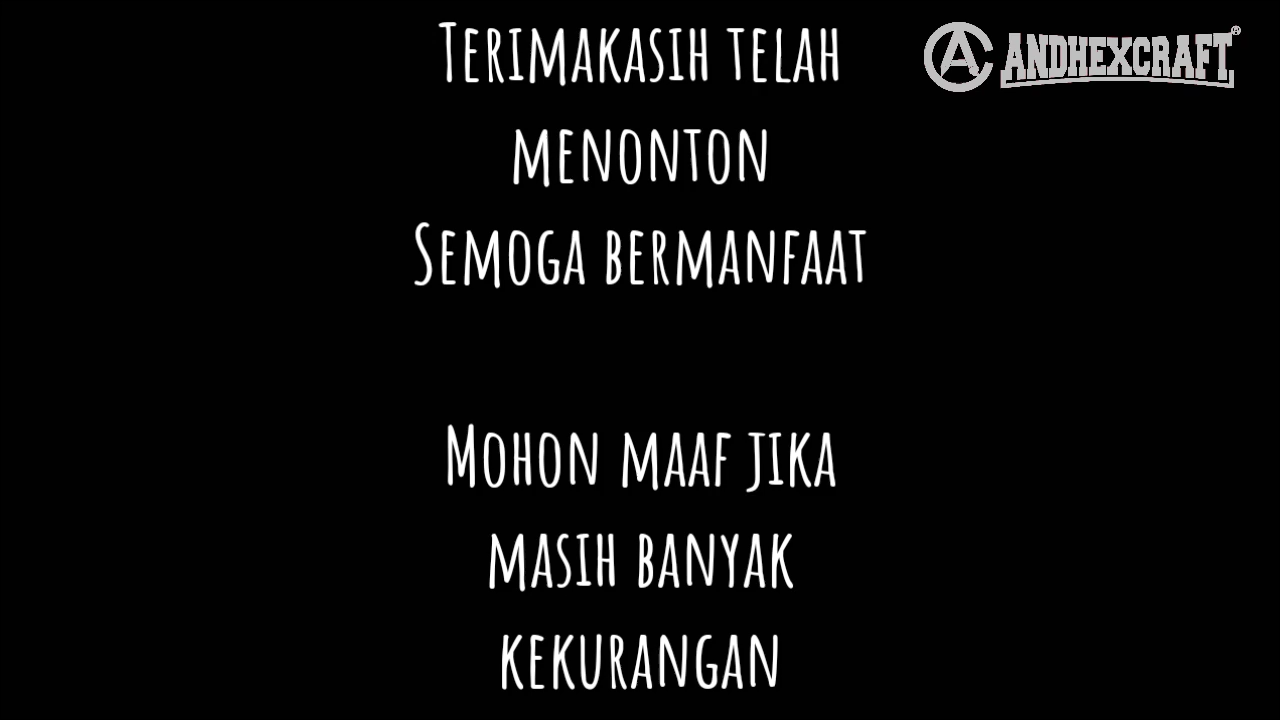 Terimakasih telah
menonton
Semoga bermanfaat
Mohon maaf jika
masih banyak
kekurangan
A ANDHEXCRAFT